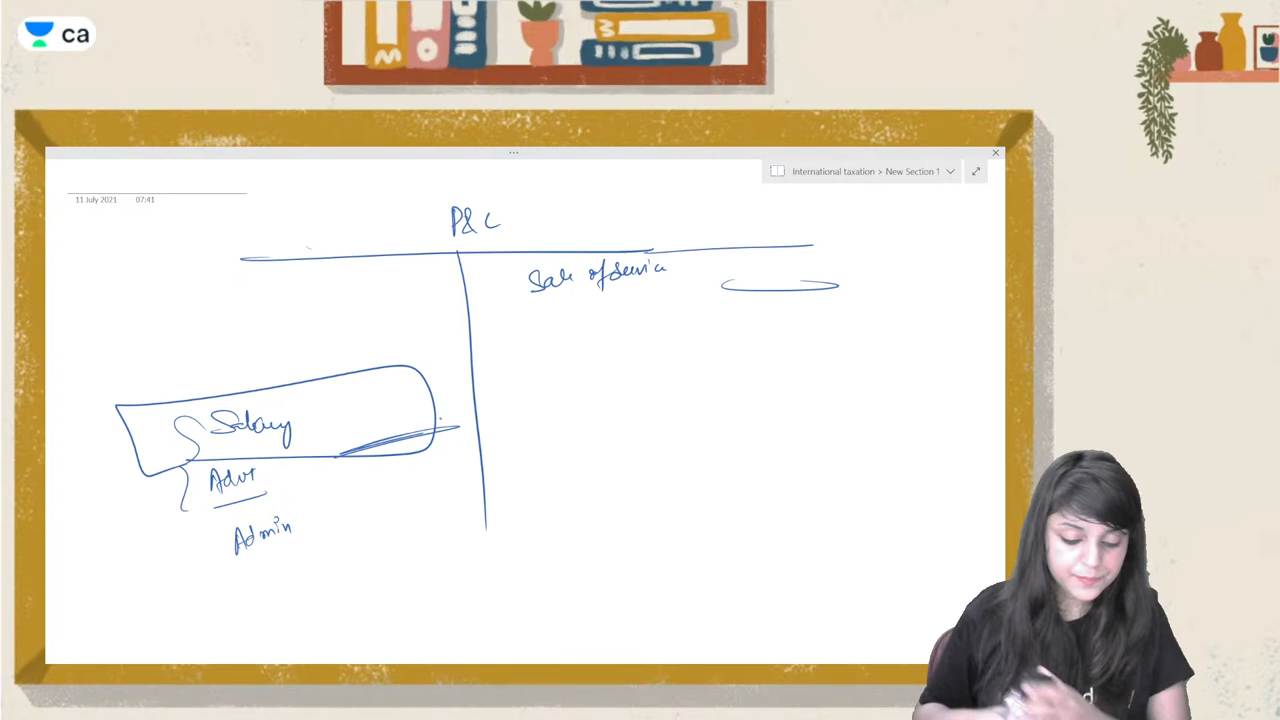 ca
International taxation > New Section 1
11 July 2021 07:41
P&L
Sale of Service
Salary
Advt
Admin
d